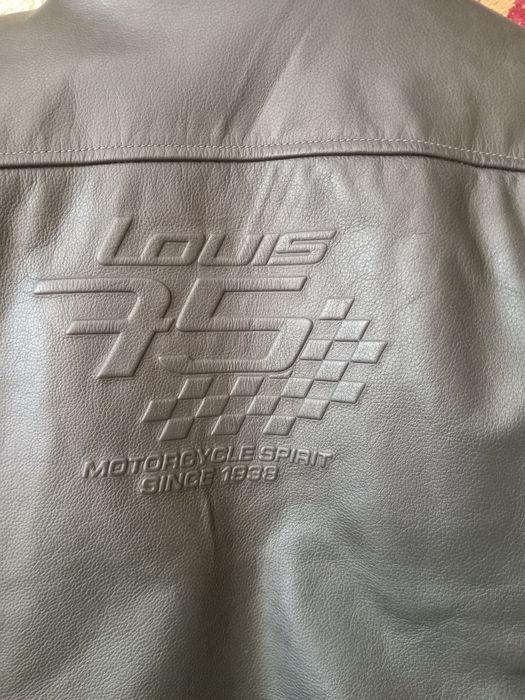 LOUIS
75
MOTORCYCLE SPIRIT
SINCE 1938